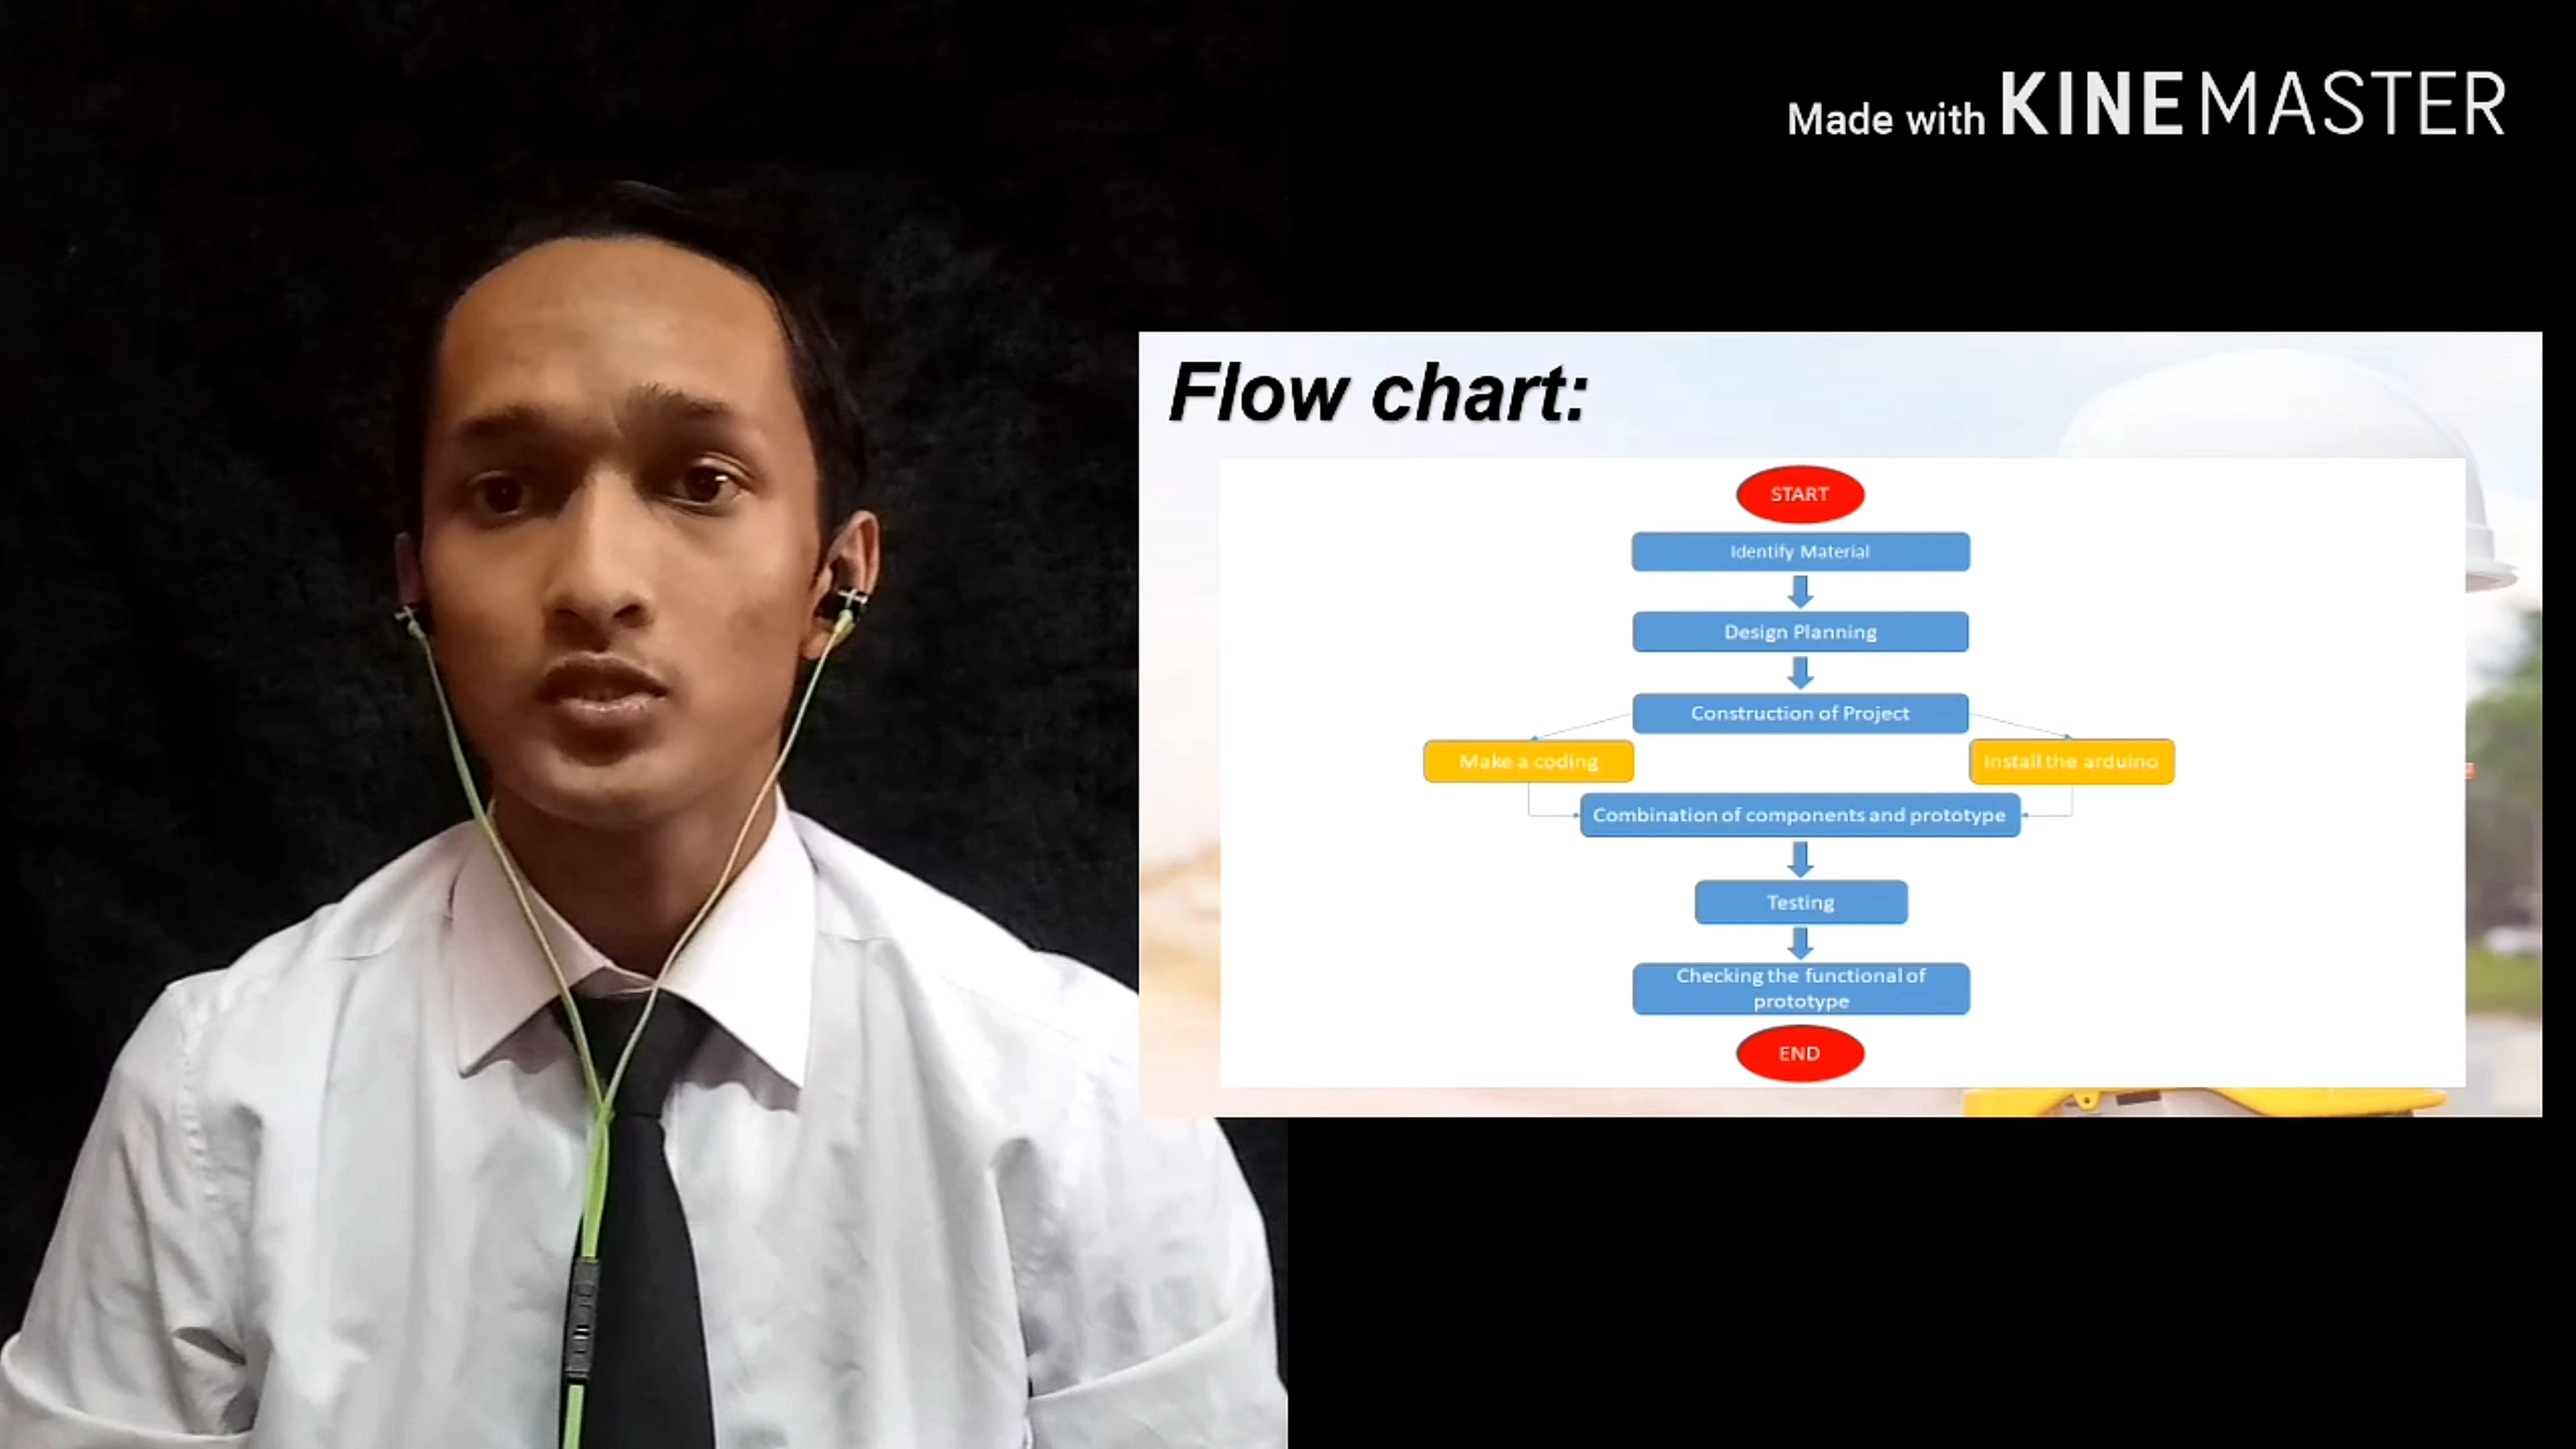 Made with KINEMASTER
Flow chart:
START
Identify Material
Design Planning
Construction of Project
Make a coding
Install the arduino
Combination of components and prototype
Testing
Checking the functional of
prototype
END